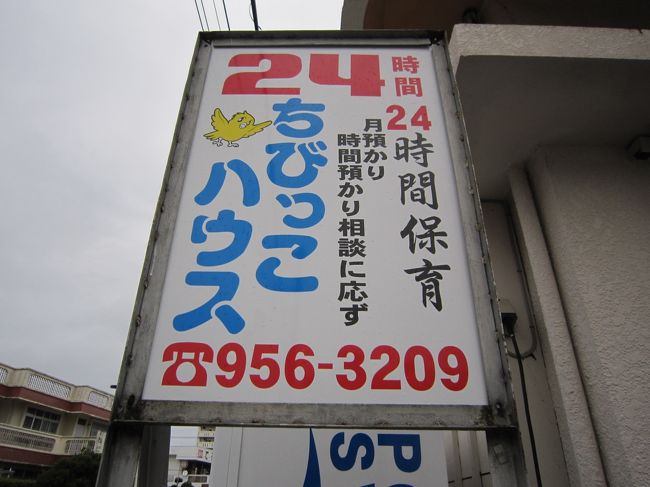 24時間
24時間保育
月預かり
時間預かり相談に応ず
ちびっこ
ハウス
☎956-3209
PO
S